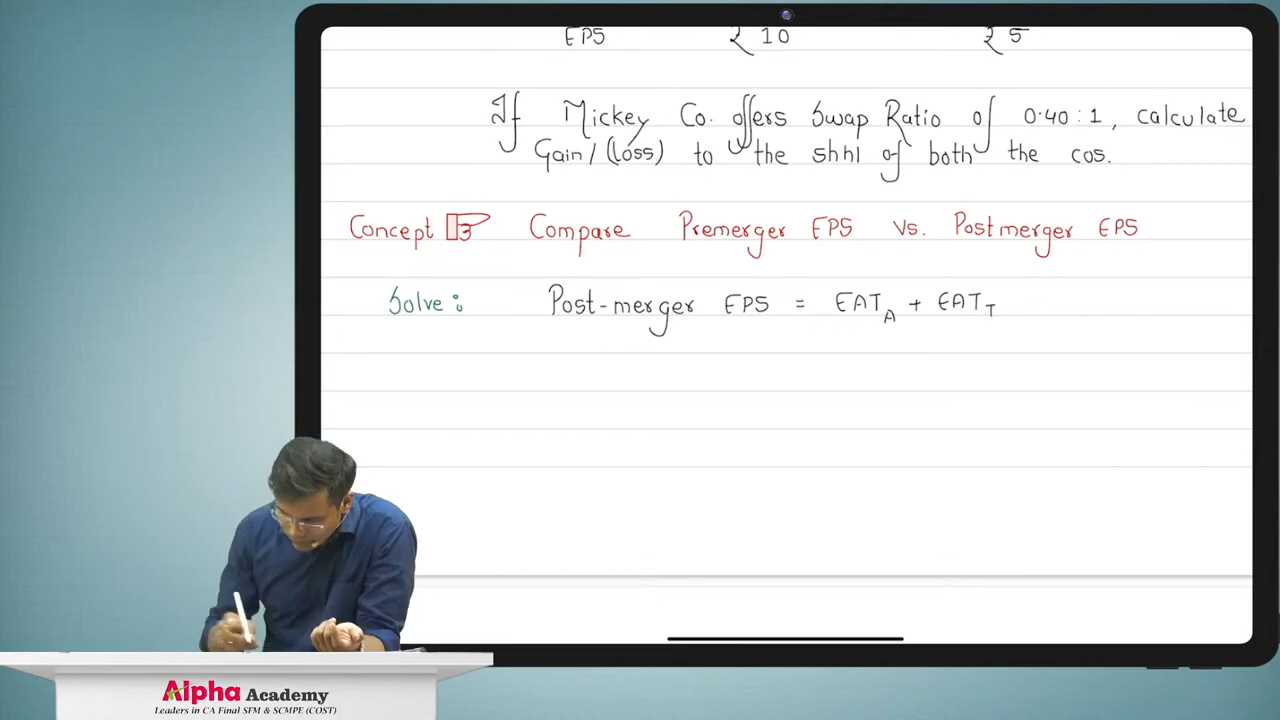 EPS ₹ 10 ₹ 5
If Mickey Co. offers Swap Ratio of 0.40 : 1, calculate
Gain / (Loss) to the shhl of both the cos.
Concept ☞ Compare Premerger EPS Vs. Postmerger EPS
Solve : Post-merger EPS = EAT_A + EAT_T
Alpha Academy
Leaders in CA Final SFM & SCMPE (COST)